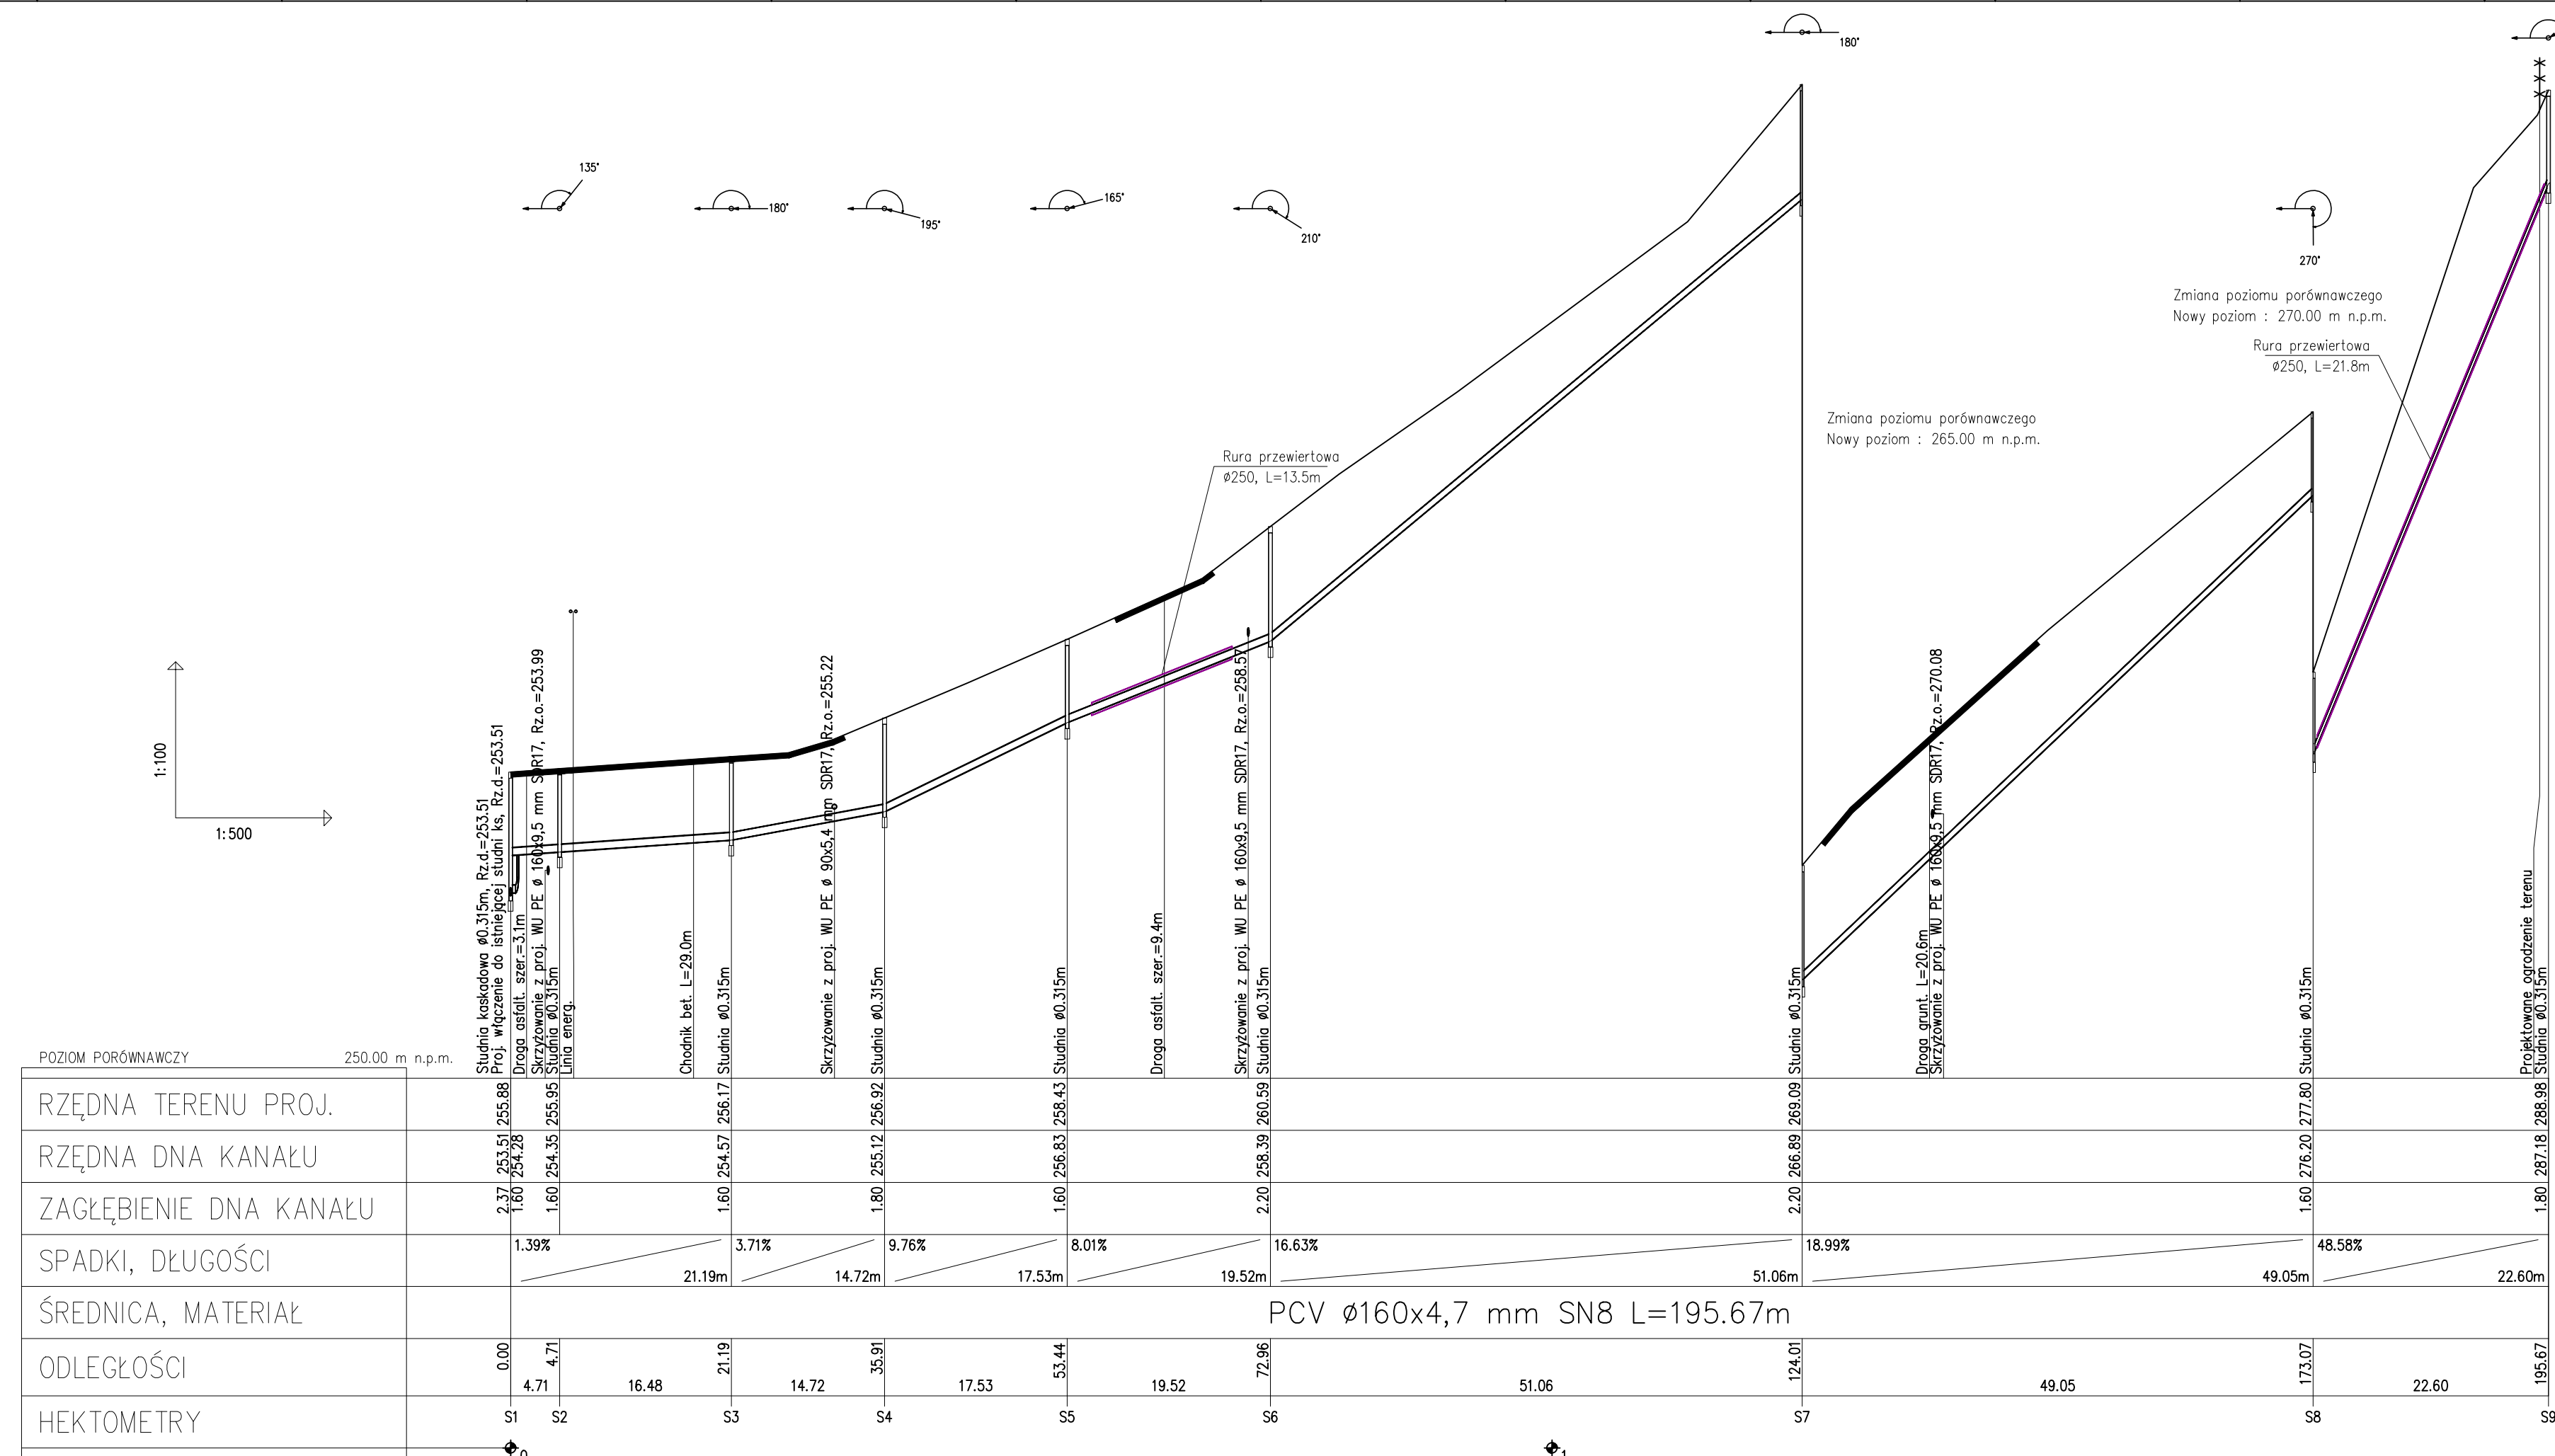 180°
135°
180°
195°
165°
210°
270°
Zmiana poziomu porównawczego
Nowy poziom : 270.00 m n.p.m.
Rura przewiertowa
ø250, L=21.8m
Zmiana poziomu porównawczego
Nowy poziom : 265.00 m n.p.m.
Rura przewiertowa
ø250, L=13.5m
1:100
1:500
Studnia kaskadowa ø0.315m, Rz.d.=253.51
Proj. włączenie do istniejącej studni ks, Rz.d.=253.51
Droga asfalt. szer.=3.1m
Skrzyżowanie z proj. WU PE ø 160x9,5 mm SDR17, Rz.o.=253.99
Studnia ø0.315m
Linia energ.
Chodnik bet. L=29.0m
Studnia ø0.315m
Skrzyżowanie z proj. WU PE ø 90x5,4 mm SDR17, Rz.o.=255.22
Studnia ø0.315m
Studnia ø0.315m
Droga asfalt. szer.=9.4m
Skrzyżowanie z proj. WU PE ø 160x9,5 mm SDR17, Rz.o.=258.57
Studnia ø0.315m
Studnia ø0.315m
Droga grunt. L=20.6m
Skrzyżowanie z proj. WU PE ø 160x9,5 mm SDR17, Rz.o.=270.08
Studnia ø0.315m
Projektowane ogrodzenie terenu
Studnia ø0.315m
POZIOM PORÓWNAWCZY 250.00 m n.p.m.
RZĘDNA TERENU PROJ. 255.88 255.95 256.17 256.92 258.43 260.59 269.09 277.80 288.98
RZĘDNA DNA KANAŁU 253.51 254.28 254.35 254.57 255.12 256.83 258.39 266.89 276.20 287.18
ZAGŁĘBIENIE DNA KANAŁU 2.37 1.60 1.60 1.60 1.80 1.60 2.20 2.20 1.60 1.80
SPADKI, DŁUGOŚCI
1.39% 3.71% 9.76% 8.01% 16.63% 18.99% 48.58%
21.19m 14.72m 17.53m 19.52m 51.06m 49.05m 22.60m
ŚREDNICA, MATERIAŁ PCV ø160x4,7 mm SN8 L=195.67m
ODLEGŁOŚCI
0.00 4.71 21.19 35.91 53.44 72.96 124.01 173.07 195.67
4.71 16.48 14.72 17.53 19.52 51.06 49.05 22.60
HEKTOMETRY S1 S2 S3 S4 S5 S6 S7 S8 S9